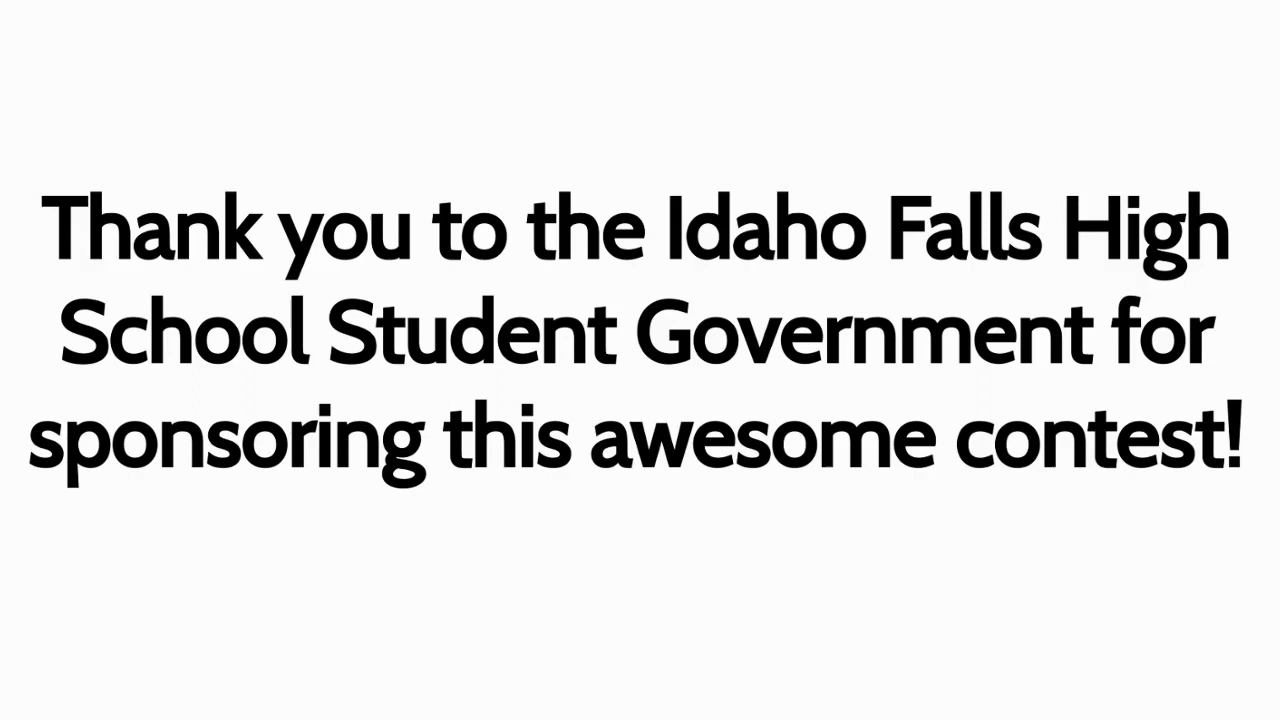 Thank you to the Idaho Falls High
School Student Government for
sponsoring this awesome contest!